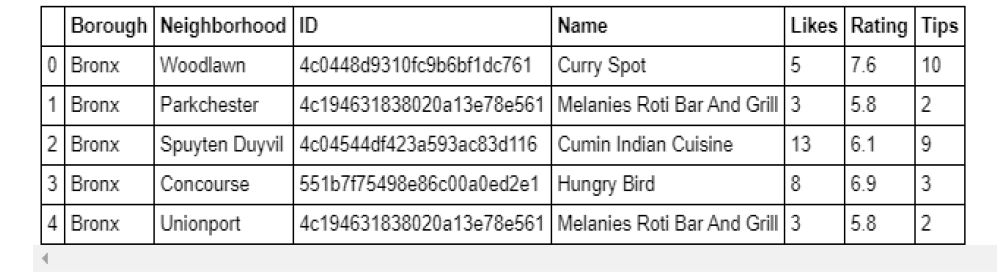 Borough Neighborhood ID Name Likes Rating Tips
0 Bronx Woodlawn 4c0448d9310fc9b6bf1dc761 Curry Spot 5 7.6 10
1 Bronx Parkchester 4c194631838020a13e78e561 Melanies Roti Bar And Grill 3 5.8 2
2 Bronx Spuyten Duyvil 4c04544df423a593ac83d116 Cumin Indian Cuisine 13 6.1 9
3 Bronx Concourse 551b7f75498e86c00a0ed2e1 Hungry Bird 8 6.9 3
4 Bronx Unionport 4c194631838020a13e78e561 Melanies Roti Bar And Grill 3 5.8 2